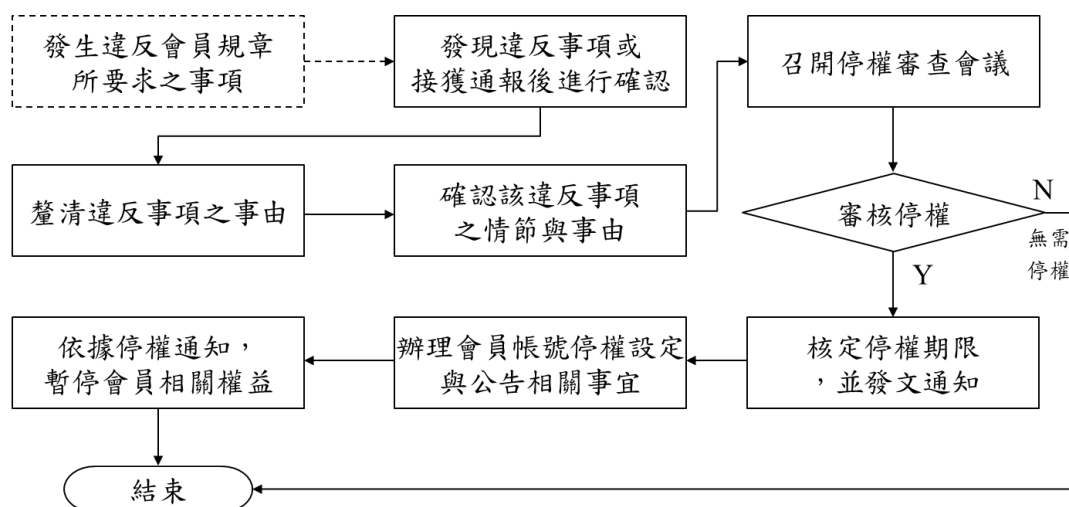 發生違反會員規章
所要求之事項
發現違反事項或
接獲通報後進行確認
召開停權審查會議
釐清違反事項之事由
確認該違反事項
之情節與事由
審核停權
N
無需
停權
Y
核定停權期限
，並發文通知
辦理會員帳號停權設定
與公告相關事宜
依據停權通知，
暫停會員相關權益
結束